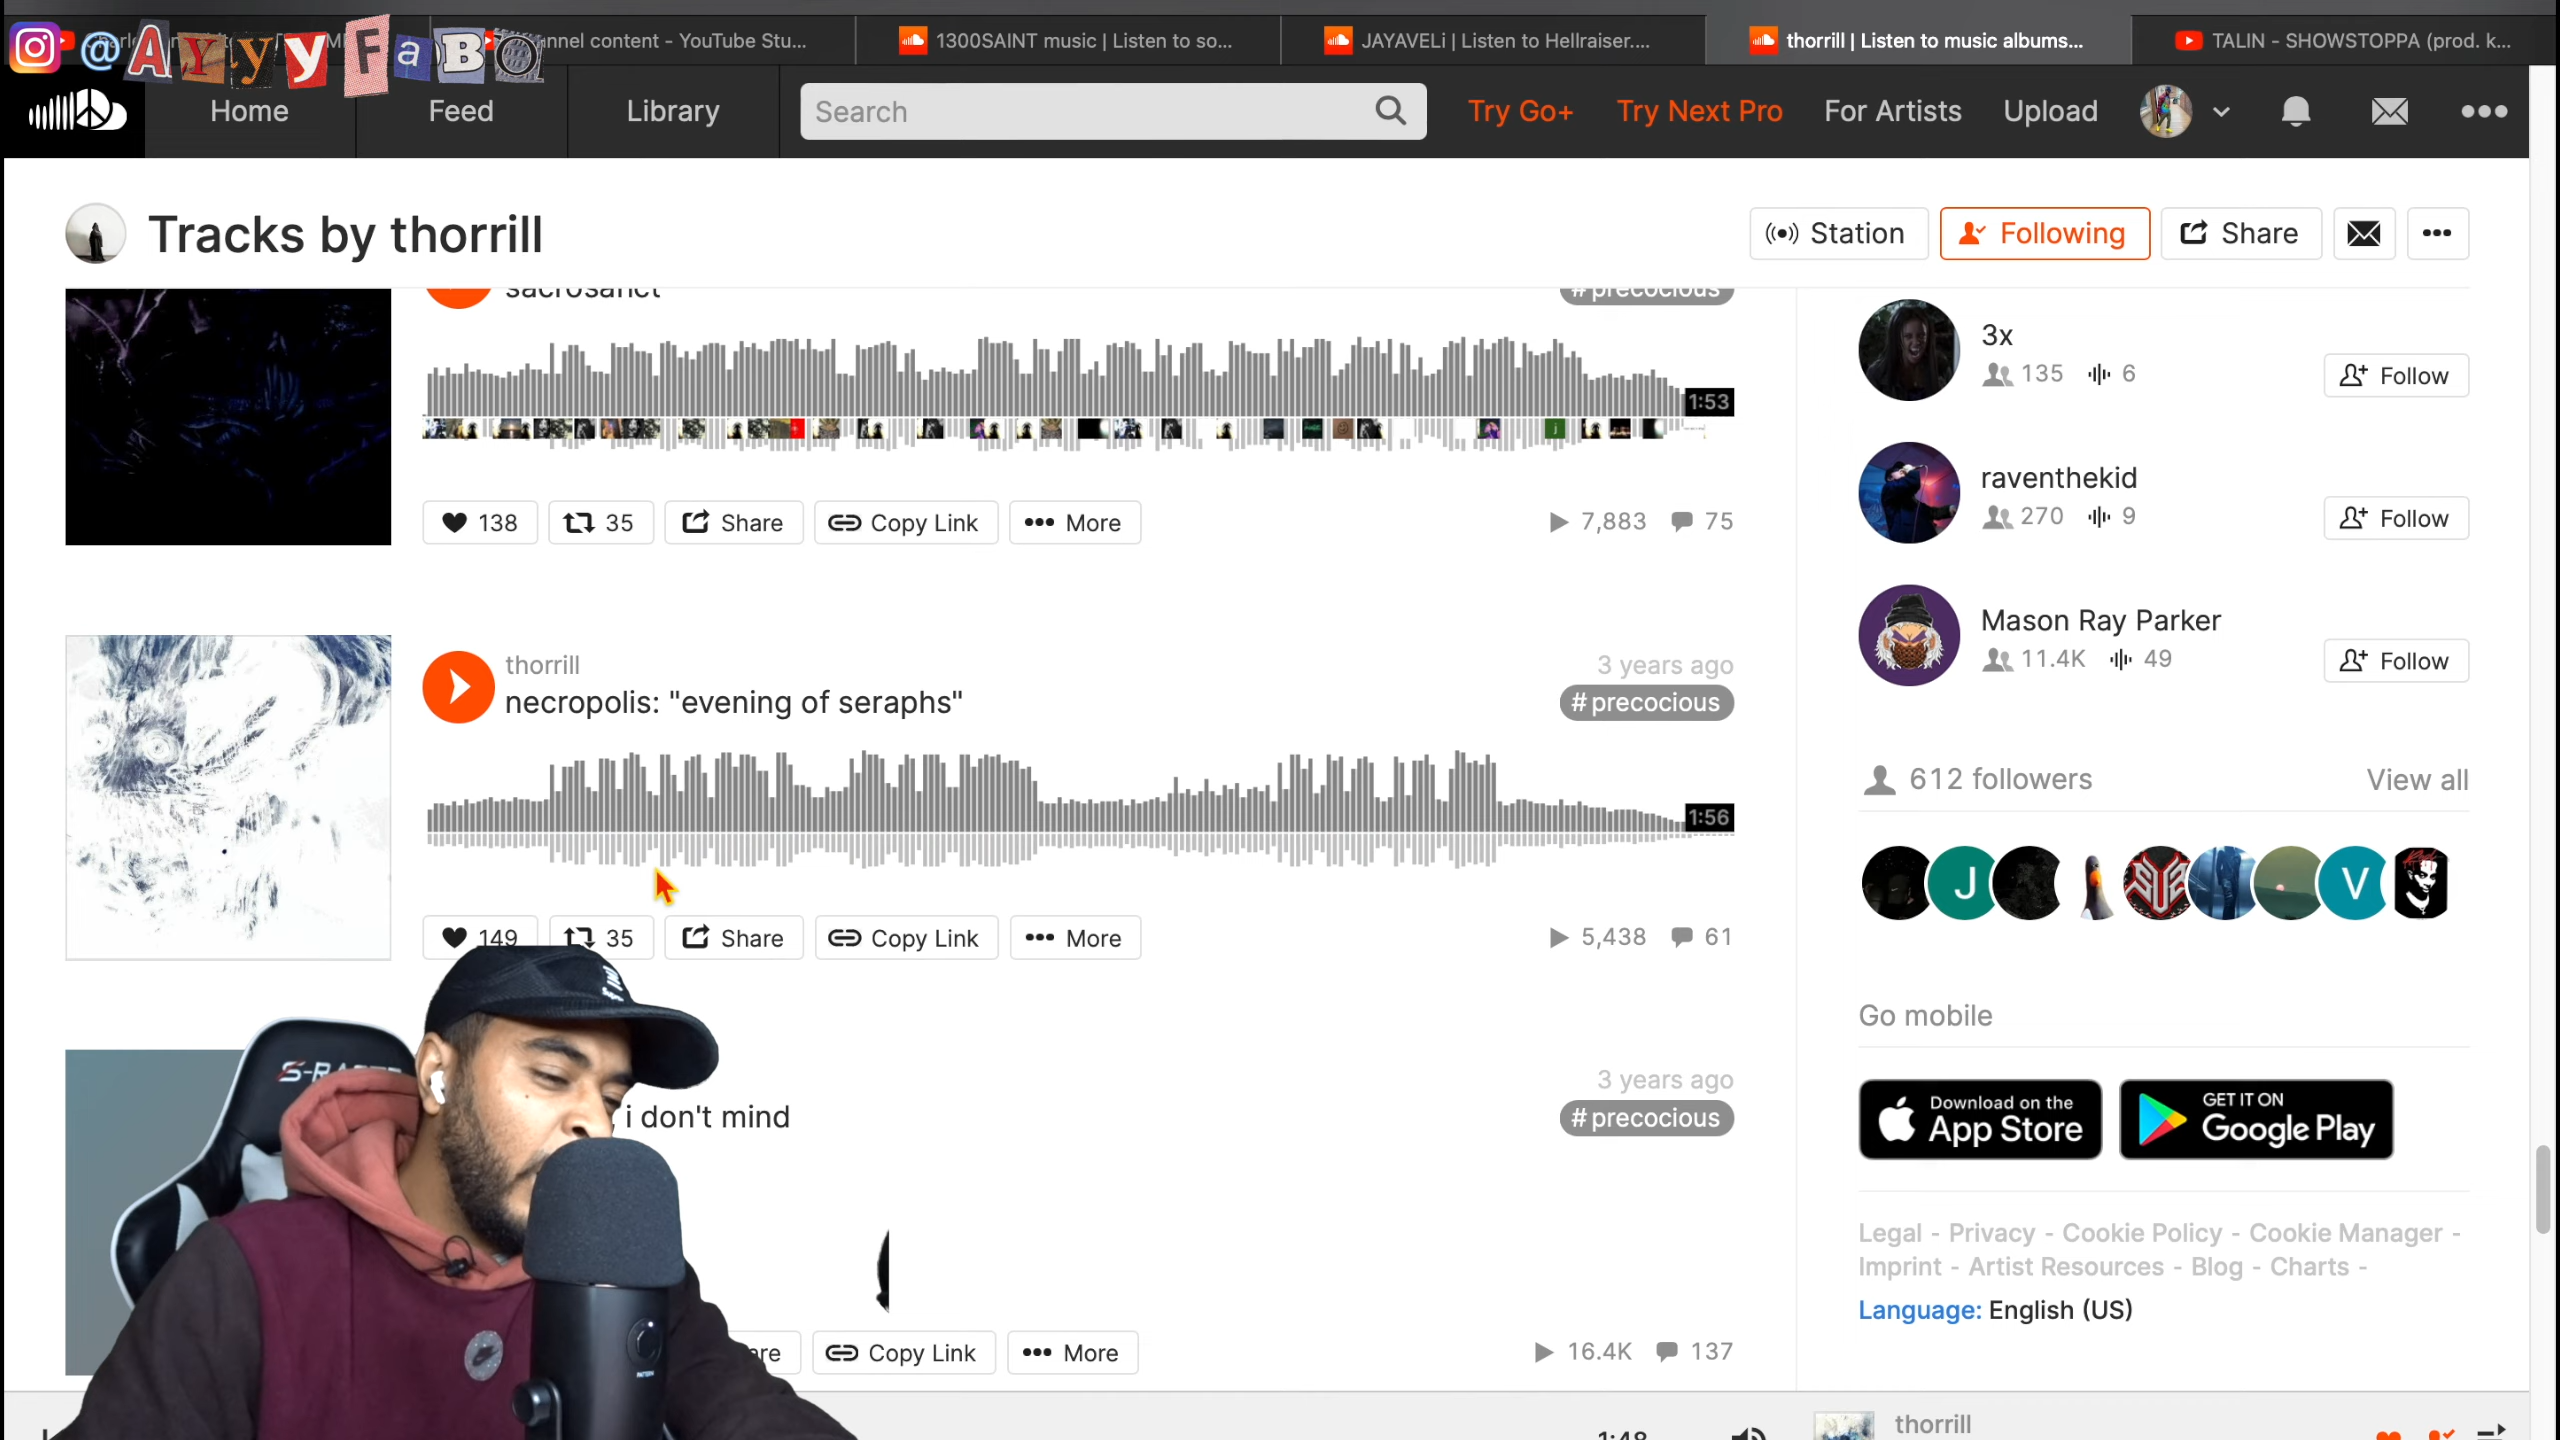 @AyyyFaBo
nnel content - YouTube Stu...
1300SAINT music | Listen to so...
JAYAVELi | Listen to Hellraiser....
thorrill | Listen to music albums...
TALIN - SHOWSTOPPA (prod. k...
Home
Feed
Library
Search
Try Go+
Try Next Pro
For Artists
Upload
Tracks by thorrill
Station
Following
Share
sacrosanct
#precocious
1:53
138
35
Share
Copy Link
More
7,883
75
thorrill
3 years ago
necropolis: "evening of seraphs"
#precocious
1:56
149
35
Share
Copy Link
More
5,438
61
3 years ago
i don't mind
#precocious
are
Copy Link
More
16.4K
137
3x
135
6
Follow
raventhekid
270
9
Follow
Mason Ray Parker
11.4K
49
Follow
612 followers
View all
J
V
Go mobile
Download on the
App Store
GET IT ON
Google Play
Legal - Privacy - Cookie Policy - Cookie Manager -
Imprint - Artist Resources - Blog - Charts -
Language: English (US)
1:48
thorrill